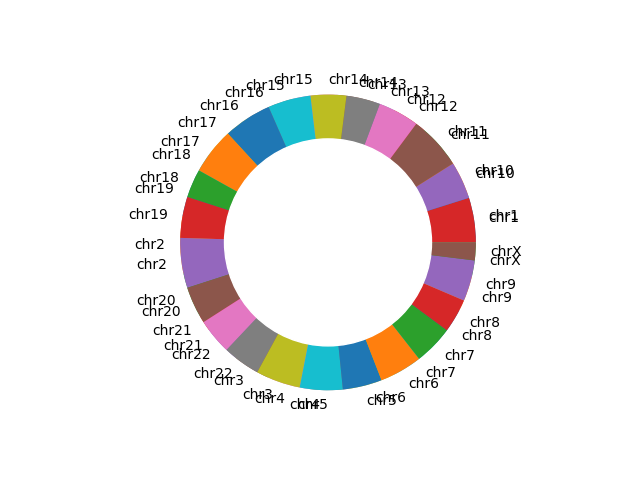 chr1
chr1
chr10
chr10
chr11
chr11
chr12
chr12
chr13
chr13
chr14
chr14
chr15
chr15
chr16
chr16
chr17
chr17
chr18
chr18
chr19
chr19
chr2
chr2
chr20
chr20
chr21
chr21
chr22
chr22
chr3
chr3
chr4
chr4
chr5
chr5
chr6
chr6
chr7
chr7
chr8
chr8
chr9
chr9
chrX
chrX